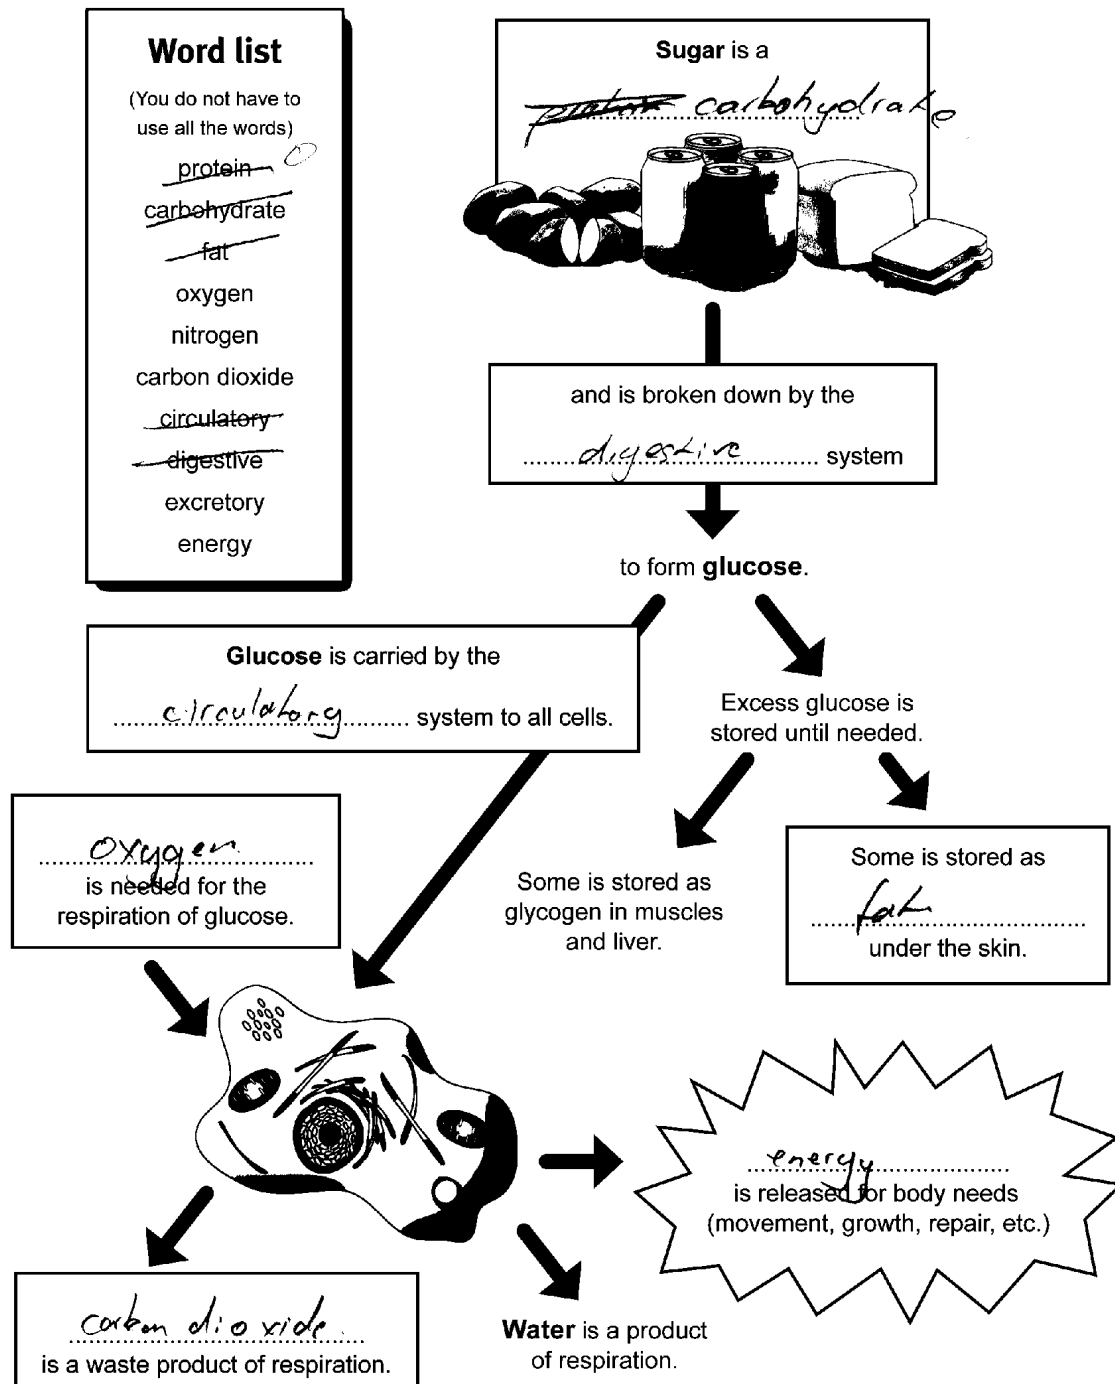 Word list
(You do not have to
use all the words)
protein
carbohydrate
fat
oxygen
nitrogen
carbon dioxide
circulatory
digestive
excretory
energy
Sugar is a
carbohydrate
and is broken down by the
digestive system
to form glucose.
Glucose is carried by the
circulatory system to all cells.
Excess glucose is
stored until needed.
oxygen
is needed for the
respiration of glucose.
Some is stored as
glycogen in muscles
and liver.
Some is stored as
fat
under the skin.
energy
is released for body needs
(movement, growth, repair, etc.)
carbon dioxide
is a waste product of respiration.
Water is a product
of respiration.